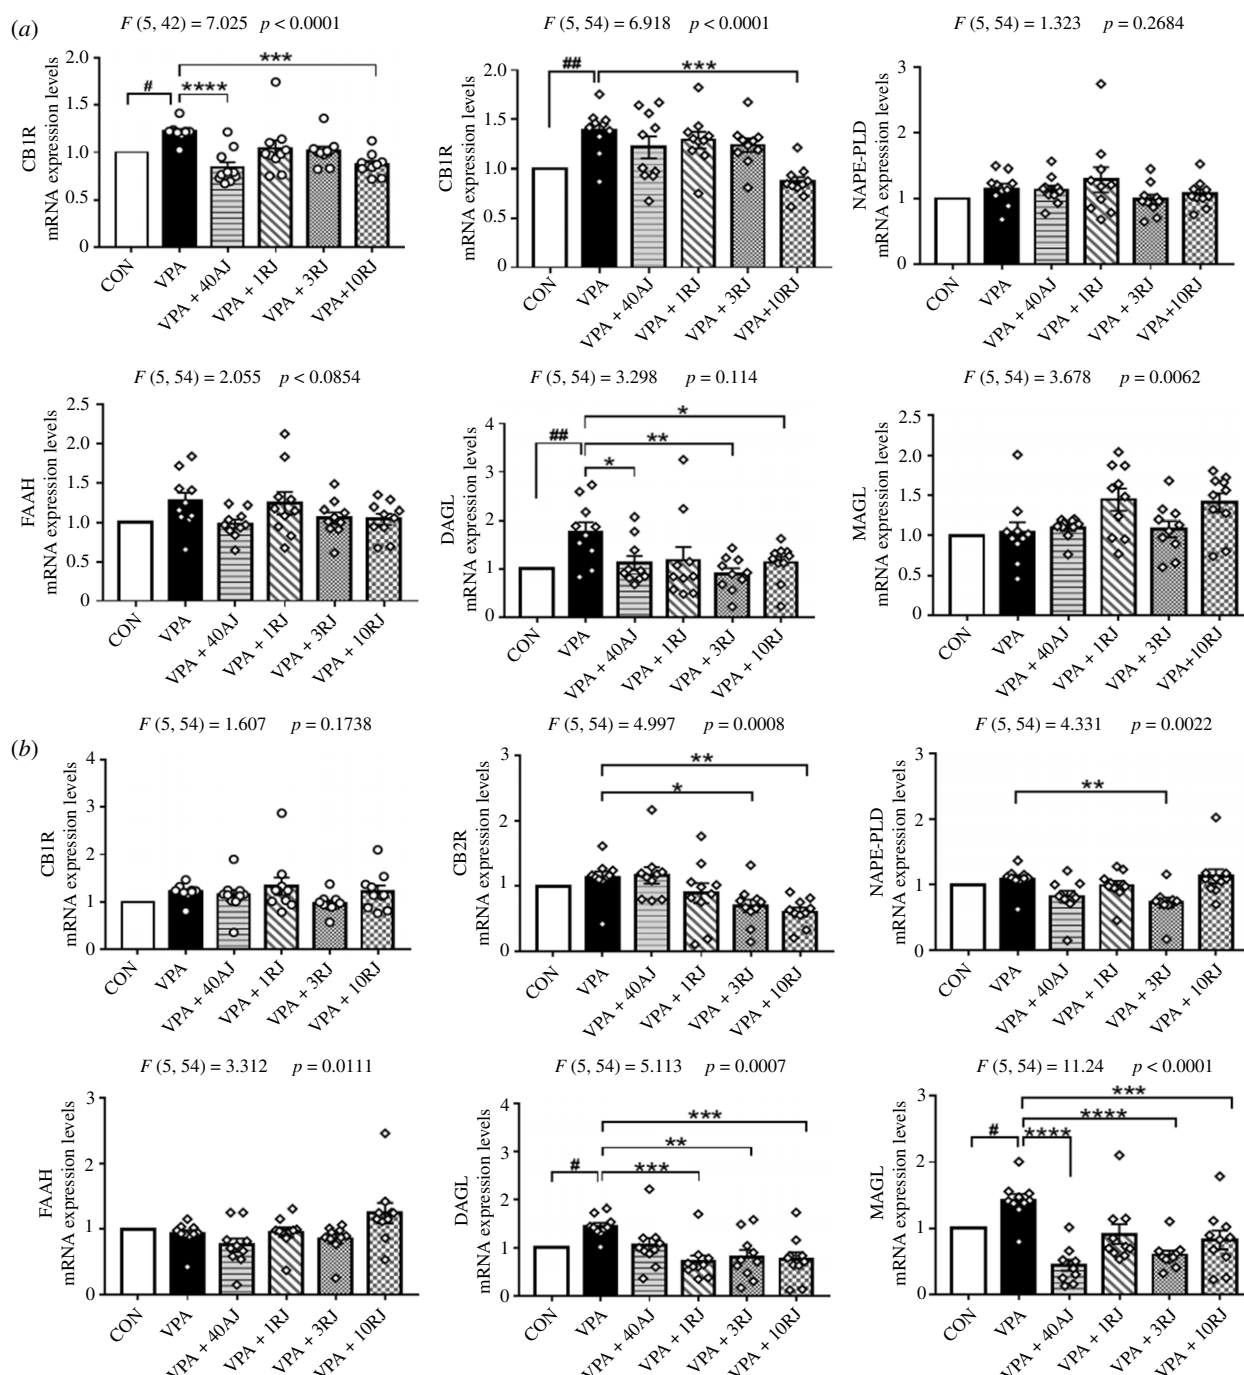 (a)
F (5, 42) = 7.025 p < 0.0001
CB1R
mRNA expression levels
2.0
1.5
1.0
0.5
0
#
****
***
CON
VPA
VPA + 40AJ
VPA + 1RJ
VPA + 3RJ
VPA+10RJ
F (5, 54) = 6.918 p < 0.0001
CB1R
mRNA expression levels
2.0
1.5
1.0
0.5
0
##
***
CON
VPA
VPA + 40AJ
VPA + 1RJ
VPA + 3RJ
VPA+10RJ
F (5, 54) = 1.323 p = 0.2684
NAPE-PLD
mRNA expression levels
3
2
1
0
CON
VPA
VPA + 40AJ
VPA + 1RJ
VPA + 3RJ
VPA + 10RJ
F (5, 54) = 2.055 p < 0.0854
FAAH
mRNA expression levels
2.5
2.0
1.5
1.0
0.5
0
CON
VPA
VPA + 40AJ
VPA + 1RJ
VPA + 3RJ
VPA + 10RJ
F (5, 54) = 3.298 p = 0.114
DAGL
mRNA expression levels
4
3
2
1
0
##
*
**
*
CON
VPA
VPA + 40AJ
VPA + 1RJ
VPA + 3RJ
VPA + 10RJ
F (5, 54) = 3.678 p = 0.0062
MAGL
mRNA expression levels
2.5
2.0
1.5
1.0
0.5
0
CON
VPA
VPA + 40AJ
VPA + 1RJ
VPA + 3RJ
VPA+10RJ
(b)
F (5, 54) = 1.607 p = 0.1738
CB1R
mRNA expression levels
4
3
2
1
0
CON
VPA
VPA + 40AJ
VPA + 1RJ
VPA + 3RJ
VPA + 10RJ
F (5, 54) = 4.997 p = 0.0008
CB2R
mRNA expression levels
3
2
1
0
**
*
CON
VPA
VPA + 40AJ
VPA + 1RJ
VPA + 3RJ
VPA + 10RJ
F (5, 54) = 4.331 p = 0.0022
NAPE-PLD
mRNA expression levels
3
2
1
0
**
CON
VPA
VPA + 40AJ
VPA + 1RJ
VPA + 3RJ
VPA + 10RJ
F (5, 54) = 3.312 p = 0.0111
FAAH
mRNA expression levels
3
2
1
0
CON
VPA
VPA + 40AJ
VPA + 1RJ
VPA + 3RJ
VPA + 10RJ
F (5, 54) = 5.113 p = 0.0007
DAGL
mRNA expression levels
4
3
2
1
0
#
***
**
***
CON
VPA
VPA + 40AJ
VPA + 1RJ
VPA + 3RJ
VPA + 10RJ
F (5, 54) = 11.24 p < 0.0001
MAGL
mRNA expression levels
3
2
1
0
#
****
****
***
CON
VPA
VPA + 40AJ
VPA + 1RJ
VPA + 3RJ
VPA + 10RJ